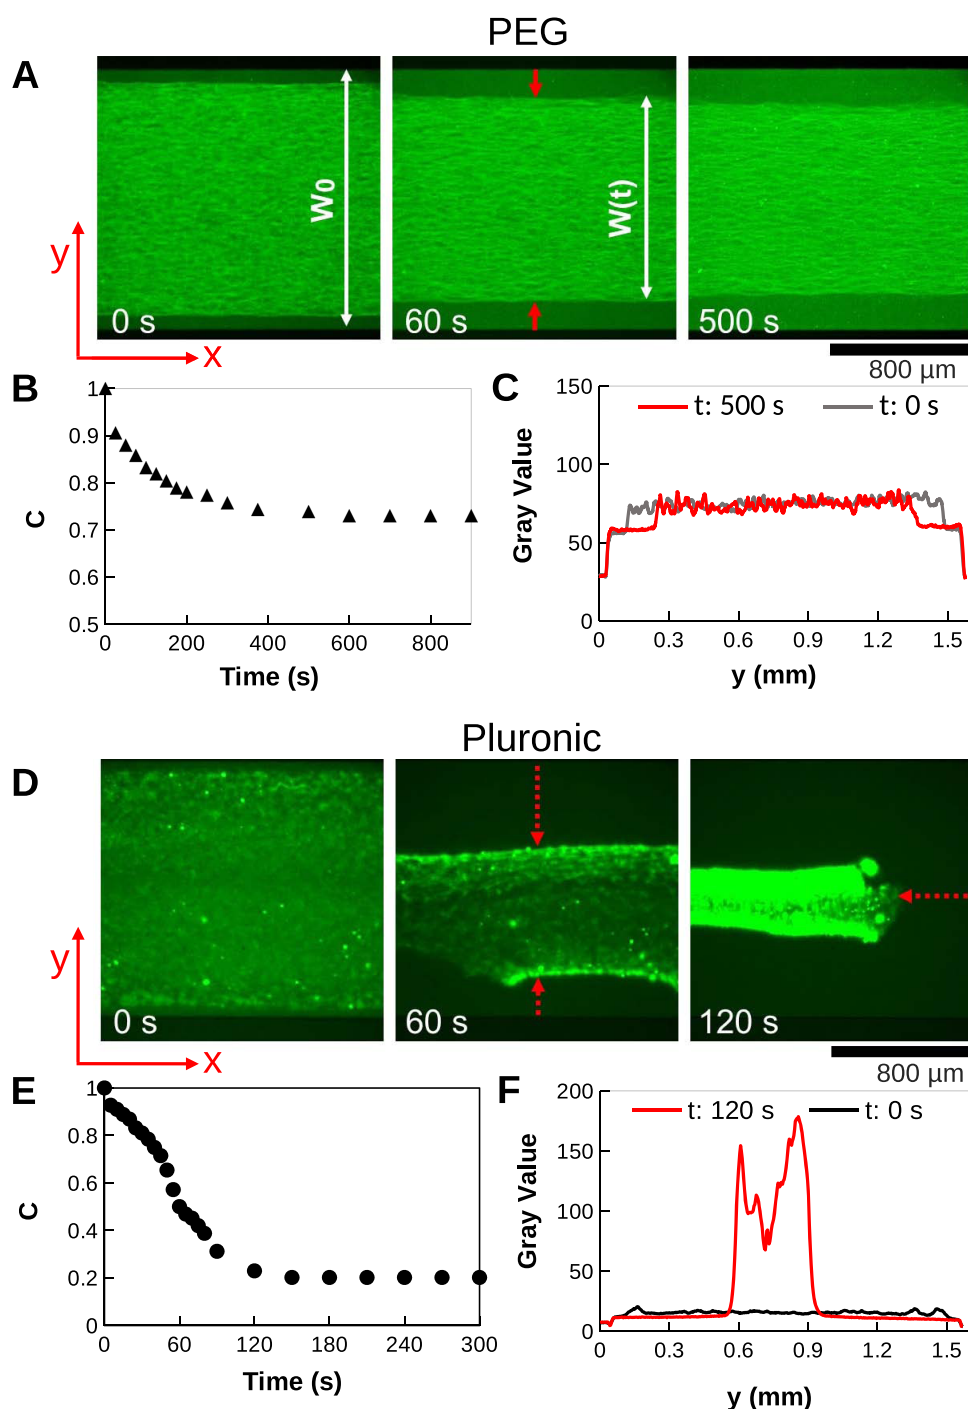 PEG
A
W0
W(t)
y
0 s
60 s
500 s
x
800 µm
B
1
0.9
0.8
0.7
0.6
0.5
C
0
200
400
600
800
Time (s)
C
150
100
50
0
Gray Value
t: 500 s
t: 0 s
0
0.3
0.6
0.9
1.2
1.5
y (mm)
Pluronic
D
y
0 s
60 s
120 s
x
800 µm
E
1
0.8
0.6
0.4
0.2
0
C
0
60
120
180
240
300
Time (s)
F
200
150
100
50
0
Gray Value
t: 120 s
t: 0 s
0
0.3
0.6
0.9
1.2
1.5
y (mm)